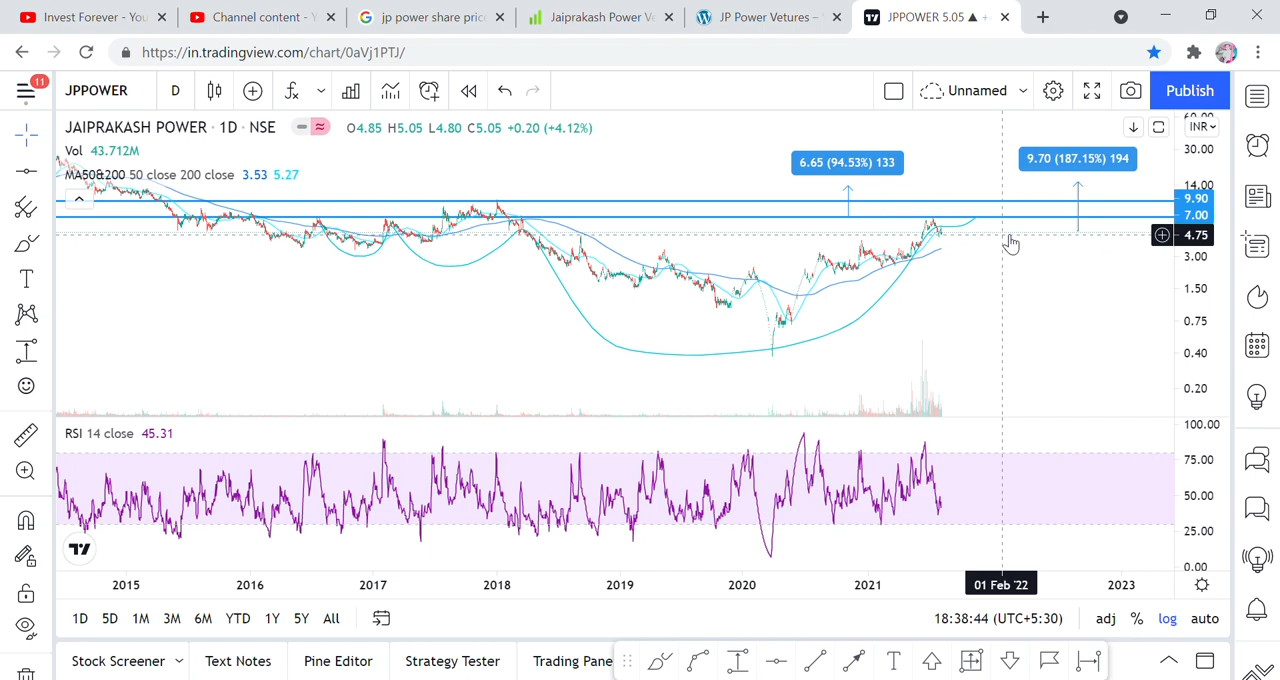 Invest Forever - You
Channel content - Y
jp power share pric
Jaiprakash Power Ve
JP Power Vetures –
JPPOWER 5.05 ▲ +
https://in.tradingview.com/chart/0aVj1PTJ/
11
JPPOWER
D
Unnamed
Publish
JAIPRAKASH POWER · 1D · NSE
O4.85 H5.05 L4.80 C5.05 +0.20 (+4.12%)
INR
Vol 43.712M
MA50&200 50 close 200 close 3.53 5.27
6.65 (94.53%) 133
9.70 (187.15%) 194
60.00
30.00
14.00
9.90
7.00
4.75
3.00
1.50
0.75
0.40
0.20
RSI 14 close 45.31
100.00
75.00
50.00
25.00
0.00
2015 2016 2017 2018 2019 2020 2021 01 Feb '22 2023
1D 5D 1M 3M 6M YTD 1Y 5Y All
18:38:44 (UTC+5:30)
adj % log auto
Stock Screener
Text Notes
Pine Editor
Strategy Tester
Trading Pane